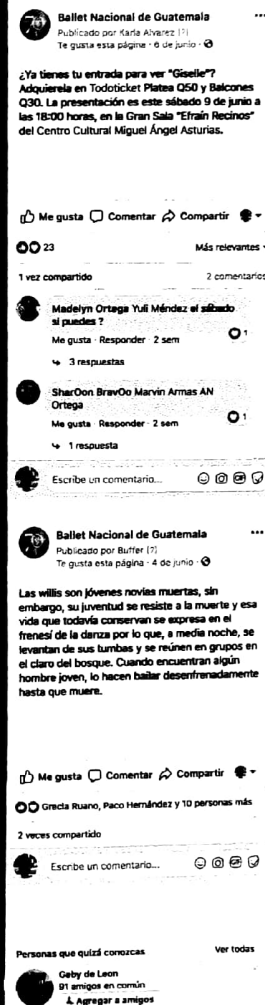 Ballet Nacional de Guatemala
Publicado por Karla Alvarez [?]
Te gusta esta página · 6 de junio ·
¿Ya tienes tu entrada para ver "Giselle"?
Adquierela en Todoticket Platea Q50 y Balcones
Q30. La presentación es este sábado 9 de junio a
las 18:00 horas, en la Gran Sala "Efraín Recinos"
del Centro Cultural Miguel Ángel Asturias.
Me gusta Comentar Compartir
23 Más relevantes
1 vez compartido 2 comentarios
Madelyn Ortega Yuli Méndez el sábado
si puedes ?
Me gusta · Responder · 2 sem 1
3 respuestas
SharOon BravOo Marvin Armas AN
Ortega
Me gusta · Responder · 2 sem 1
1 respuesta
Escribe un comentario... GIF
Ballet Nacional de Guatemala
Publicado por Buffer [?]
Te gusta esta página · 4 de junio ·
Las willis son jóvenes novias muertas, sin
embargo, su juventud se resiste a la muerte y esa
vida que todavía conservan se expresa en el
frenesí de la danza por lo que, a media noche, se
levantan de sus tumbas y se reúnen en grupos en
el claro del bosque. Cuando encuentran algún
hombre joven, lo hacen bailar desenfrenadamente
hasta que muere.
Me gusta Comentar Compartir
Grecia Ruano, Paco Hernández y 10 personas más
2 veces compartido
Escribe un comentario... GIF
Personas que quizá conozcas Ver todas
Gaby de Leon
91 amigos en común
Agregar a amigos